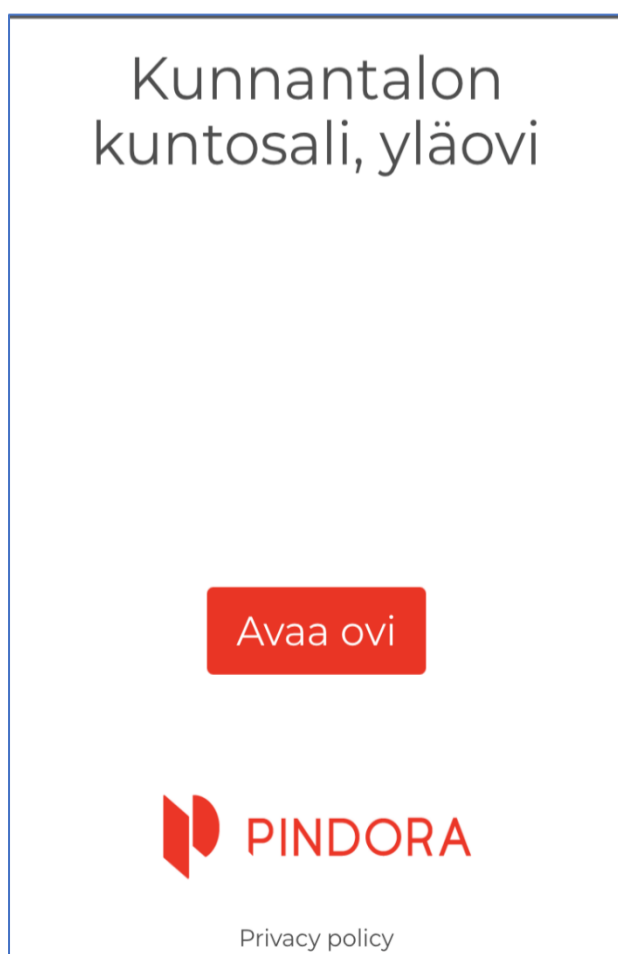 Kunnantalon
kuntosali, yläovi
Avaa ovi
PINDORA
Privacy policy